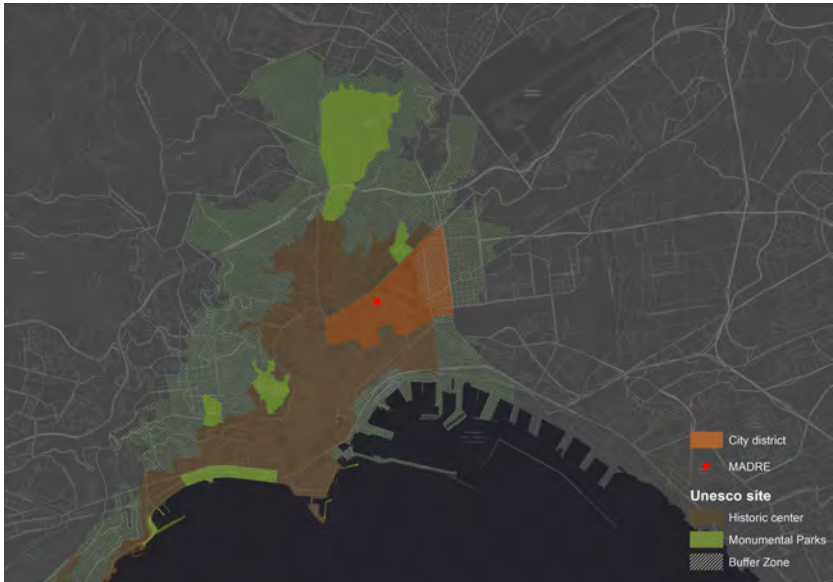 City district
MADRE
Unesco site
Historic center
Monumental Parks
Buffer Zone